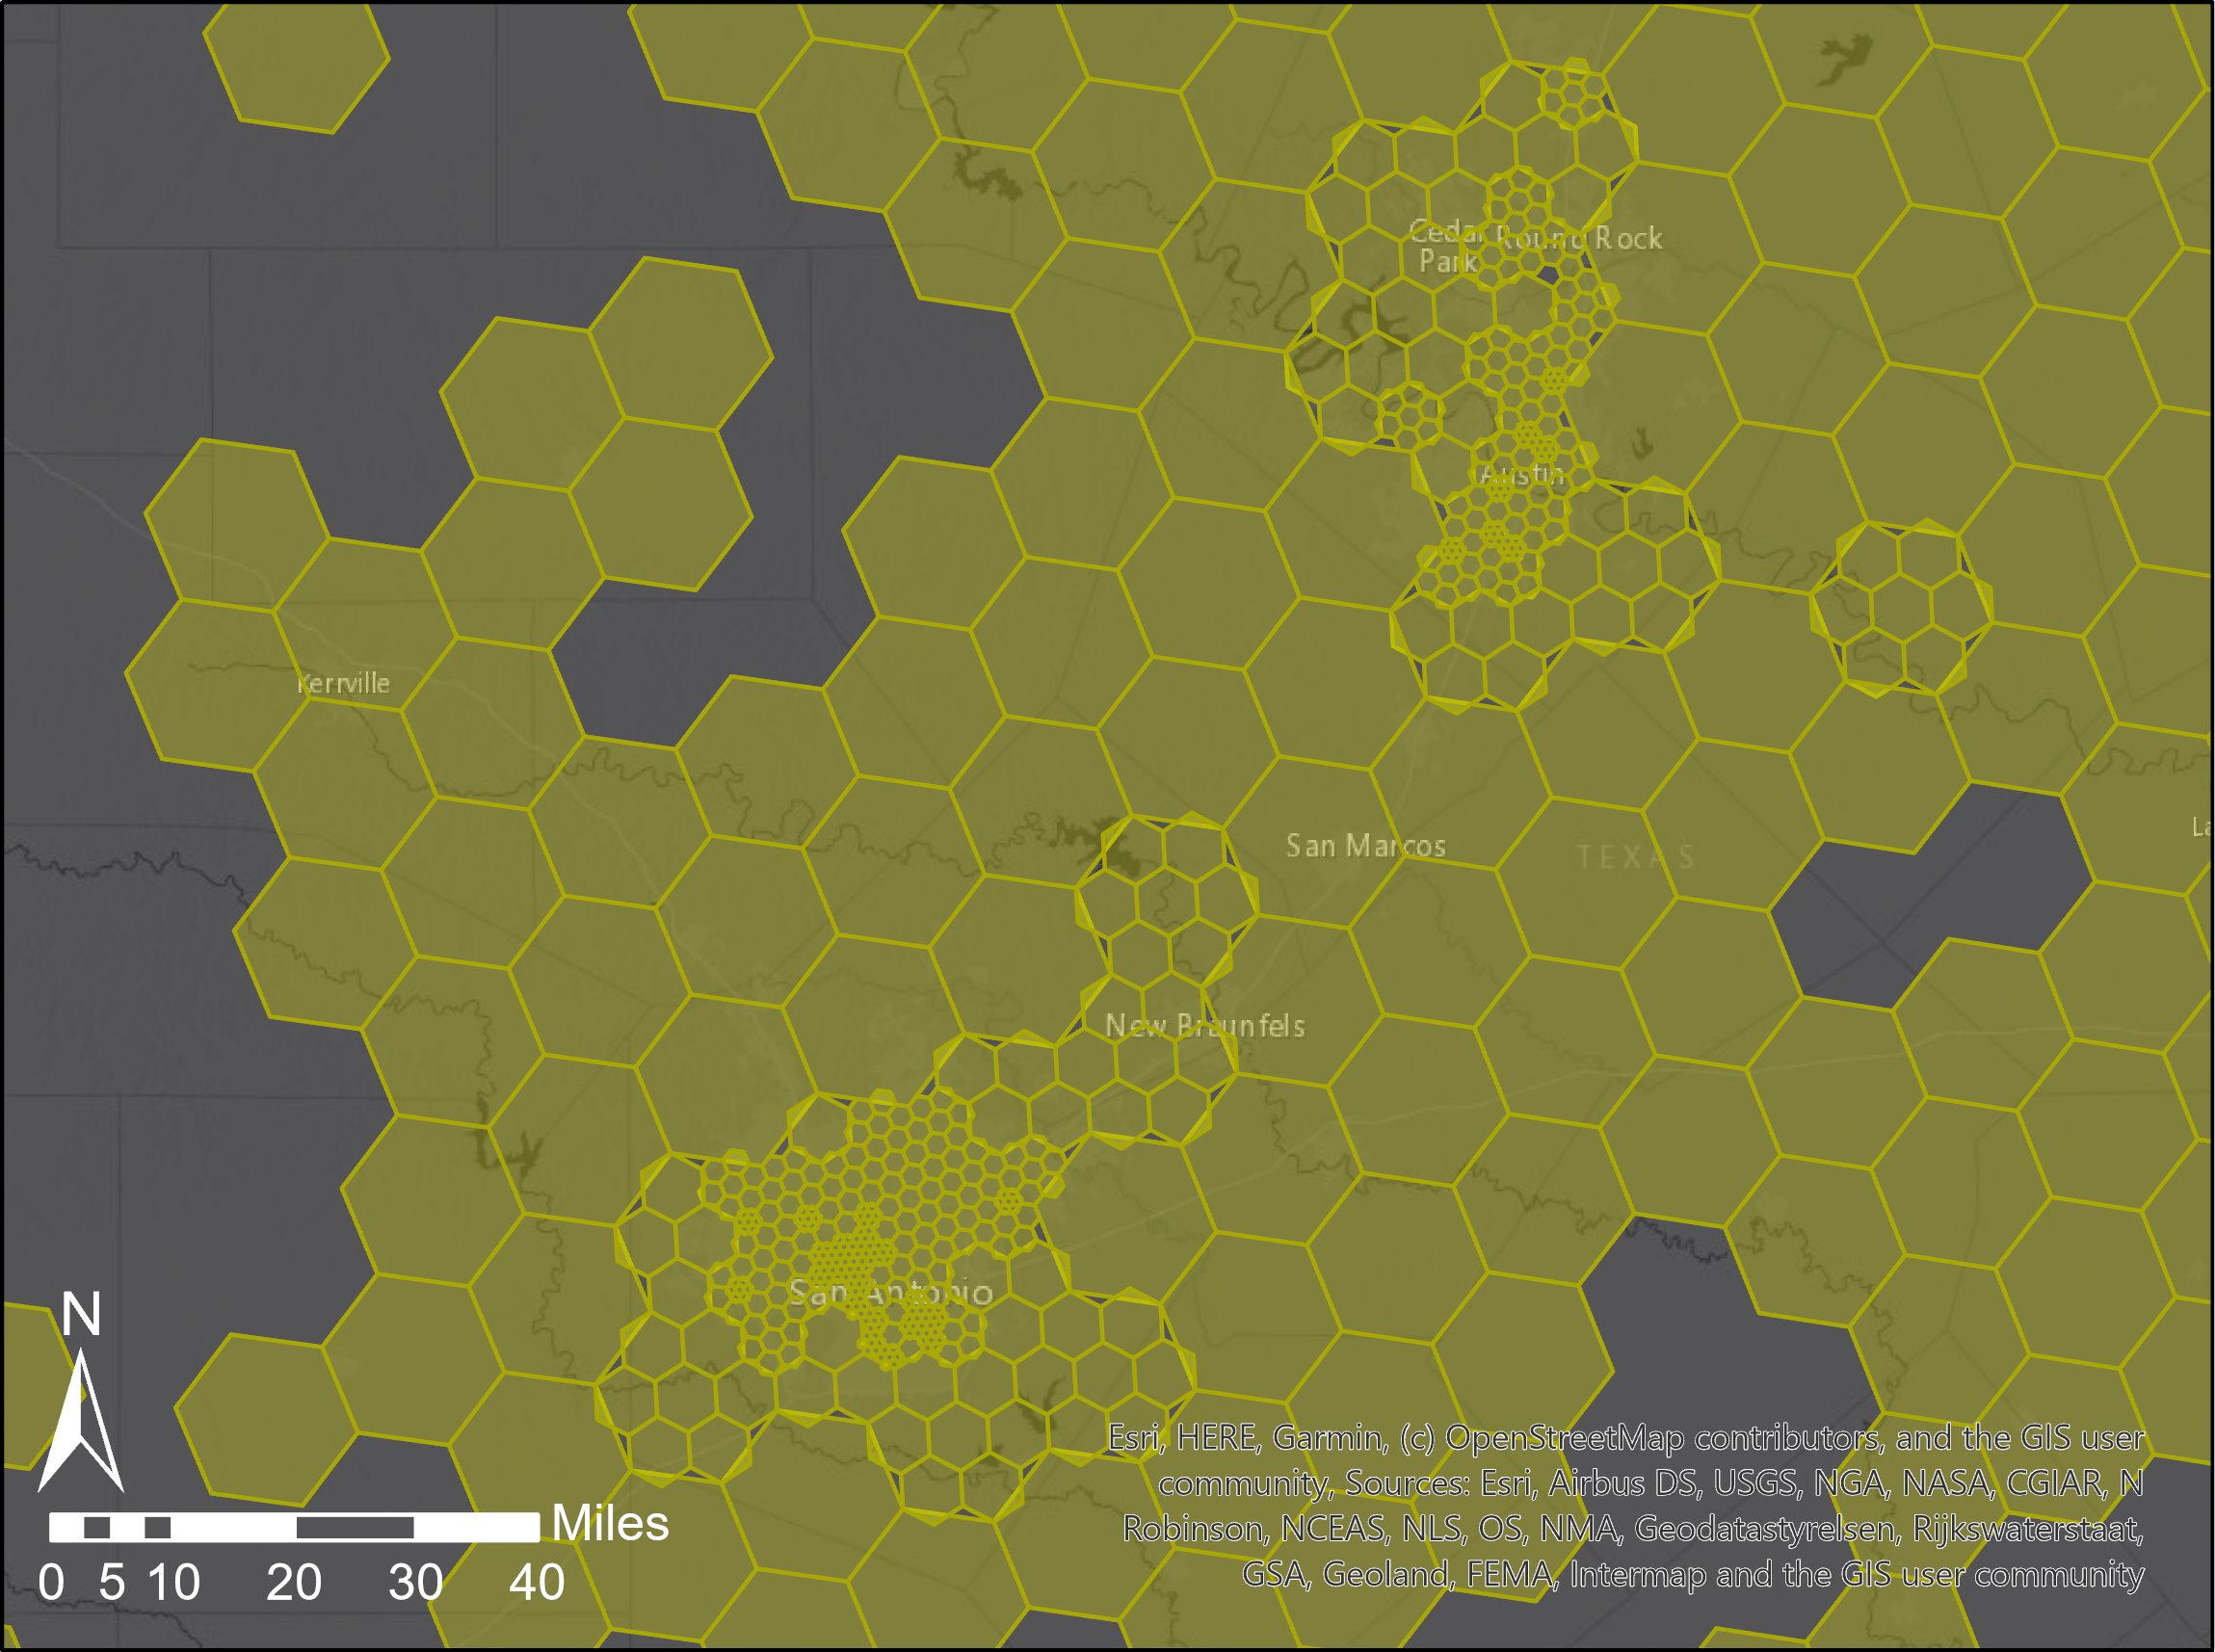 Cedar Round Rock
Park
Austin
Kerrville
San Marcos
TEXAS
La
New Braunfels
San Antonio
N
Miles
0 5 10 20 30 40
Esri, HERE, Garmin, (c) OpenStreetMap contributors, and the GIS user
community, Sources: Esri, Airbus DS, USGS, NGA, NASA, CGIAR, N
Robinson, NCEAS, NLS, OS, NMA, Geodatastyrelsen, Rijkswaterstaat,
GSA, Geoland, FEMA, Intermap and the GIS user community